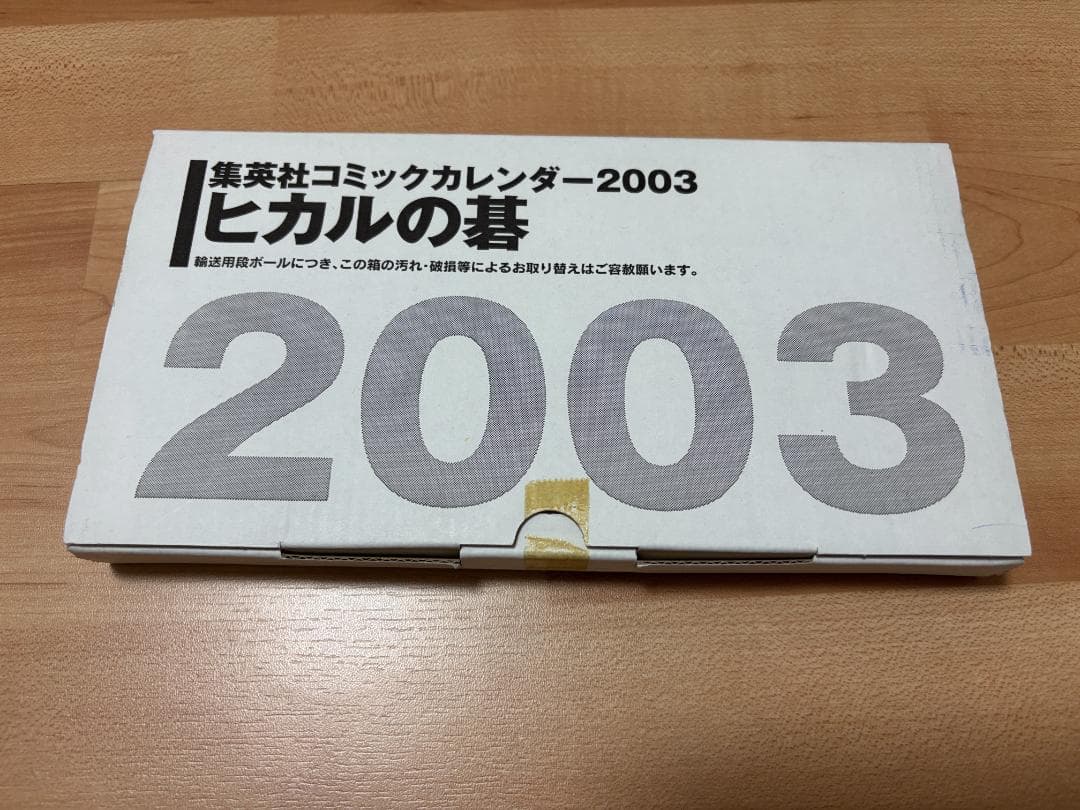 集英社コミックカレンダー2003
ヒカルの碁
輸送用段ボールにつき、この箱の汚れ・破損等によるお取り替えはご容赦願います。
2003